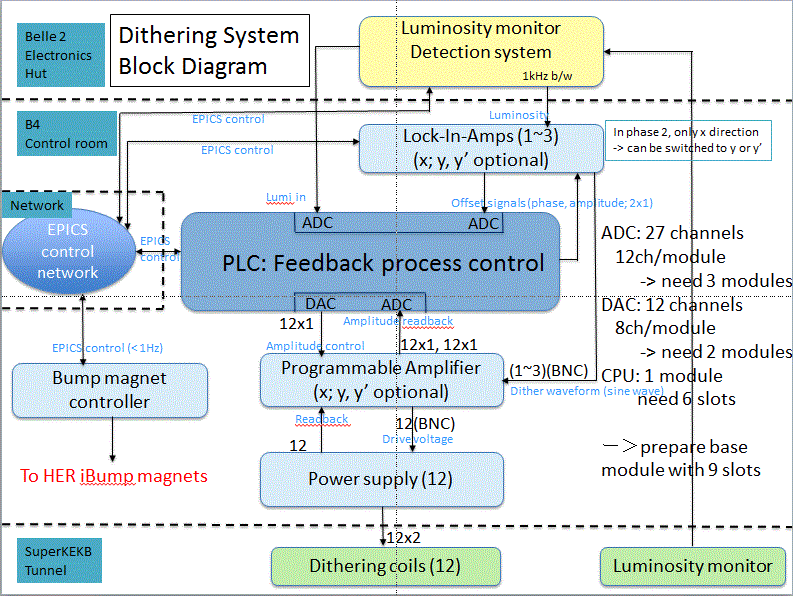 Belle 2
Electronics
Hut
Dithering System
Block Diagram
Luminosity monitor
Detection system
1kHz b/w
B4
Control room
EPICS control
EPICS control
Luminosity
Lock-In-Amps (1~3)
(x; y, y’ optional)
In phase 2, only x direction
-> can be switched to y or y’
Network
EPICS
control
network
EPICS
control
Lumi in
Offset signals (phase, amplitude; 2x1)
ADC
ADC
PLC: Feedback process control
DAC
ADC
12x1
Amplitude readback
Amplitude control
12x1, 12x1
ADC: 27 channels
12ch/module
-> need 3 modules
DAC: 12 channels
8ch/module
-> need 2 modules
CPU: 1 module
need 6 slots
ー＞prepare base
module with 9 slots
EPICS control (<1Hz)
Bump magnet
controller
To HER iBump magnets
Programmable Amplifier
(x; y, y’ optional)
(1~3)(BNC)
Dither waveform (sine wave)
Readback
12
12(BNC)
Drive voltage
Power supply (12)
12x2
SuperKEKB
Tunnel
Dithering coils (12)
Luminosity monitor